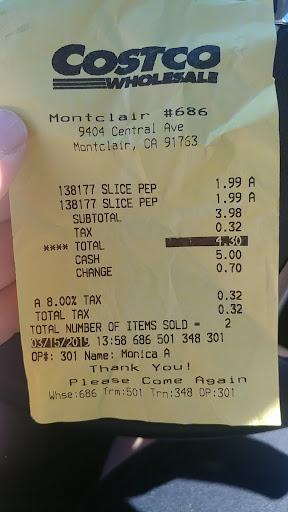 COSTCO
WHOLESALE
Montclair #686
9404 Central Ave
Montclair, CA 91763
138177 SLICE PEP 1.99 A
138177 SLICE PEP 1.99 A
SUBTOTAL 3.98
TAX 0.32
**** TOTAL 4.30
CASH 5.00
CHANGE 0.70
A 8.00% TAX 0.32
TOTAL TAX 0.32
TOTAL NUMBER OF ITEMS SOLD = 2
03/15/2015 13:58 686 501 348 301
OP#: 301 Name: Monica A
Thank You!
Please Come Again
Whse:686 Trm:501 Trn:348 OP:301